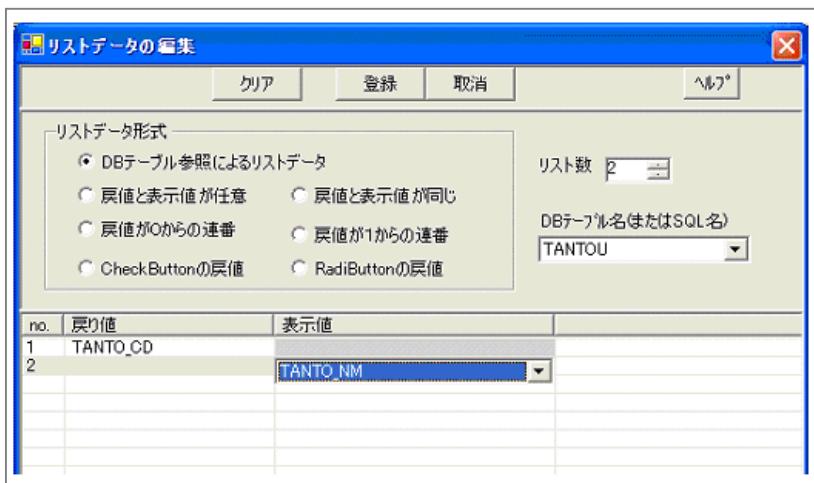 リストデータの編集
クリア 登録 取消 ヘルプ
リストデータ形式
DBテーブル参照によるリストデータ
戻値と表示値が任意 戻値と表示値が同じ
戻値が0からの連番 戻値が1からの連番
CheckButtonの戻値 RadiButtonの戻値
リスト数 2
DBテーブル名(またはSQL名)
TANTOU
no. 戻り値 表示値
1 TANTO_CD
2 TANTO_NM